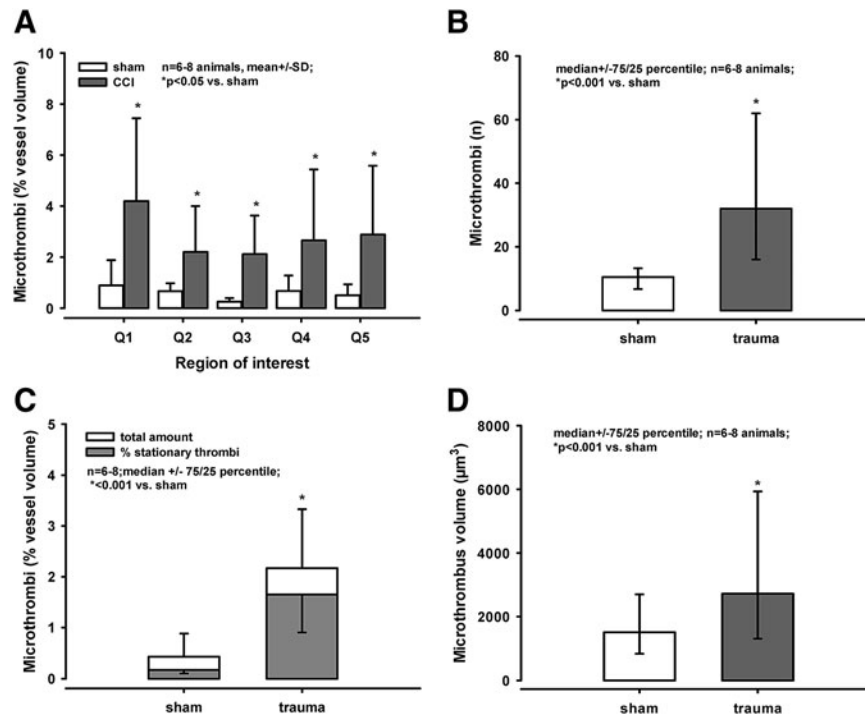 A
sham n=6-8 animals, mean+/-SD;
CCI *p<0.05 vs. sham
Microthrombi (% vessel volume)
10
8
6
4
2
0
*
*
*
*
*
Q1 Q2 Q3 Q4 Q5
Region of interest
B
median+/-75/25 percentile; n=6-8 animals;
*p<0.001 vs. sham
Microthrombi (n)
80
60
40
20
0
*
sham trauma
C
total amount
% stationary thrombi
n=6-8;median +/- 75/25 percentile;
*<0.001 vs. sham
Microthrombi (% vessel volume)
5
4
3
2
1
0
*
sham trauma
D
median+/-75/25 percentile; n=6-8 animals;
*p<0.001 vs. sham
Microthrombus volume (µm³)
8000
6000
4000
2000
0
*
sham trauma